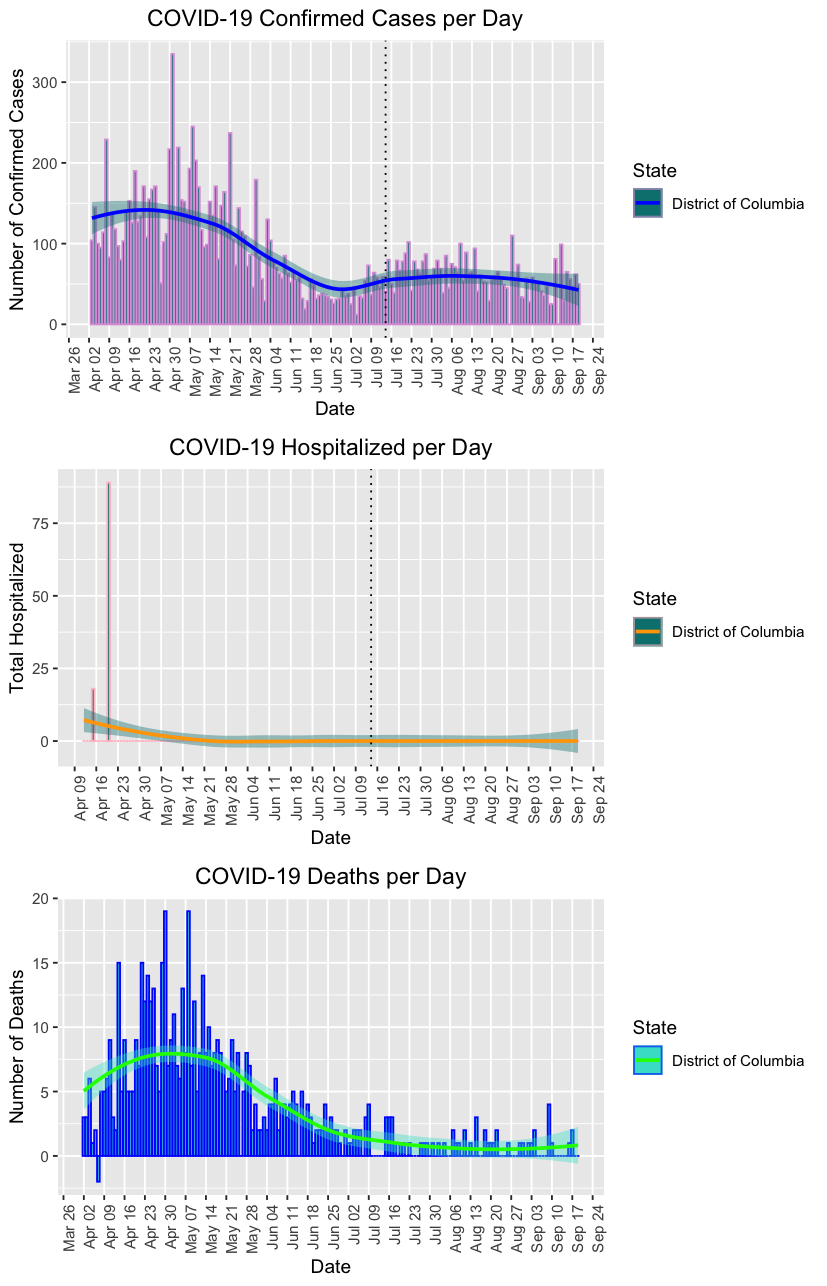 COVID-19 Confirmed Cases per Day
Number of Confirmed Cases
300
200
100
0
Mar 26
Apr 02
Apr 09
Apr 16
Apr 23
Apr 30
May 07
May 14
May 21
May 28
Jun 04
Jun 11
Jun 18
Jun 25
Jul 02
Jul 09
Jul 16
Jul 23
Jul 30
Aug 06
Aug 13
Aug 20
Aug 27
Sep 03
Sep 10
Sep 17
Sep 24
Date
State
District of Columbia
COVID-19 Hospitalized per Day
Total Hospitalized
75
50
25
0
Apr 09
Apr 16
Apr 23
Apr 30
May 07
May 14
May 21
May 28
Jun 04
Jun 11
Jun 18
Jun 25
Jul 02
Jul 09
Jul 16
Jul 23
Jul 30
Aug 06
Aug 13
Aug 20
Aug 27
Sep 03
Sep 10
Sep 17
Sep 24
Date
State
District of Columbia
COVID-19 Deaths per Day
Number of Deaths
20
15
10
5
0
Mar 26
Apr 02
Apr 09
Apr 16
Apr 23
Apr 30
May 07
May 14
May 21
May 28
Jun 04
Jun 11
Jun 18
Jun 25
Jul 02
Jul 09
Jul 16
Jul 23
Jul 30
Aug 06
Aug 13
Aug 20
Aug 27
Sep 03
Sep 10
Sep 17
Sep 24
Date
State
District of Columbia